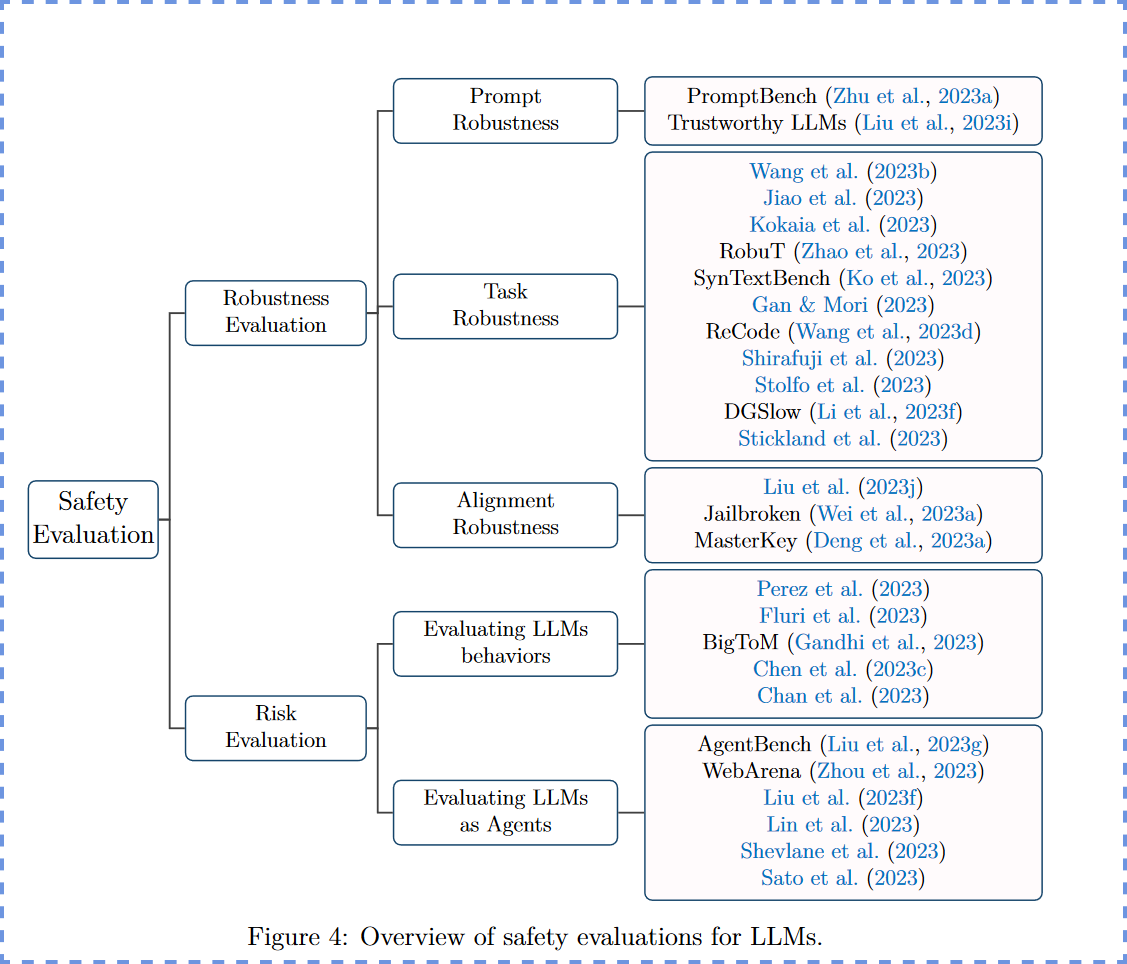 Safety
Evaluation
Robustness
Evaluation
Prompt
Robustness
PromptBench (Zhu et al., 2023a)
Trustworthy LLMs (Liu et al., 2023i)
Task
Robustness
Wang et al. (2023b)
Jiao et al. (2023)
Kokaia et al. (2023)
RobuT (Zhao et al., 2023)
SynTextBench (Ko et al., 2023)
Gan & Mori (2023)
ReCode (Wang et al., 2023d)
Shirafuji et al. (2023)
Stolfo et al. (2023)
DGSlow (Li et al., 2023f)
Stickland et al. (2023)
Alignment
Robustness
Liu et al. (2023j)
Jailbroken (Wei et al., 2023a)
MasterKey (Deng et al., 2023a)
Risk
Evaluation
Evaluating LLMs
behaviors
Perez et al. (2023)
Fluri et al. (2023)
BigToM (Gandhi et al., 2023)
Chen et al. (2023c)
Chan et al. (2023)
Evaluating LLMs
as Agents
AgentBench (Liu et al., 2023g)
WebArena (Zhou et al., 2023)
Liu et al. (2023f)
Lin et al. (2023)
Shevlane et al. (2023)
Sato et al. (2023)
Figure 4: Overview of safety evaluations for LLMs.